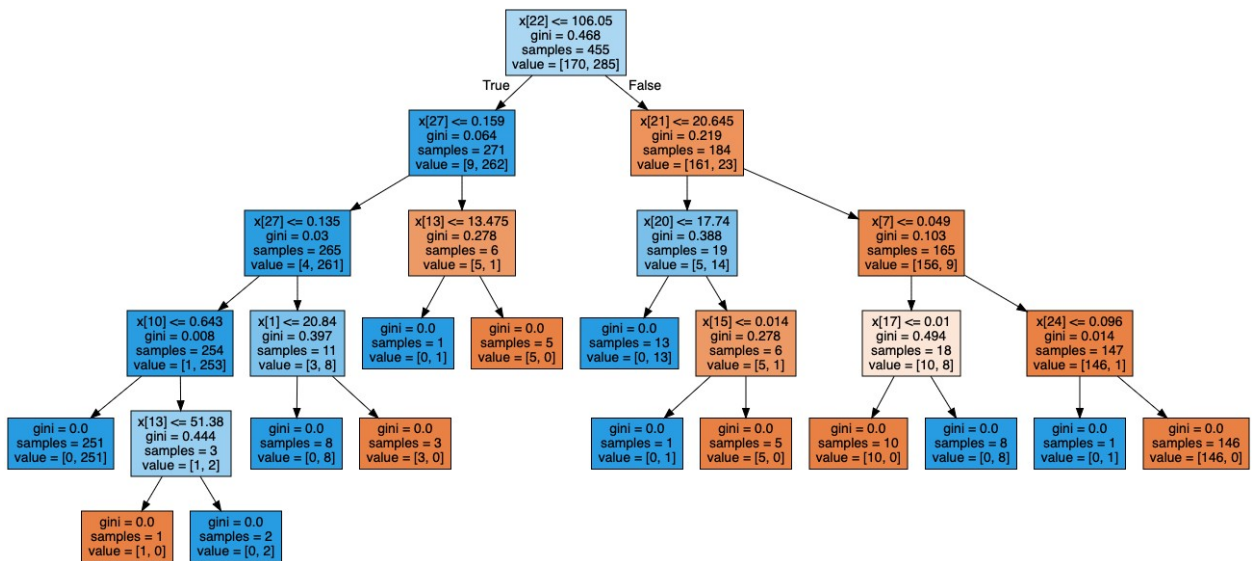 x[22] <= 106.05
gini = 0.468
samples = 455
value = [170, 285]
True
False
x[27] <= 0.159
gini = 0.064
samples = 271
value = [9, 262]
x[21] <= 20.645
gini = 0.219
samples = 184
value = [161, 23]
x[27] <= 0.135
gini = 0.03
samples = 265
value = [4, 261]
x[13] <= 13.475
gini = 0.278
samples = 6
value = [5, 1]
x[20] <= 17.74
gini = 0.388
samples = 19
value = [5, 14]
x[7] <= 0.049
gini = 0.103
samples = 165
value = [156, 9]
x[10] <= 0.643
gini = 0.008
samples = 254
value = [1, 253]
x[1] <= 20.84
gini = 0.397
samples = 11
value = [3, 8]
gini = 0.0
samples = 1
value = [0, 1]
gini = 0.0
samples = 5
value = [5, 0]
gini = 0.0
samples = 13
value = [0, 13]
x[15] <= 0.014
gini = 0.278
samples = 6
value = [5, 1]
x[17] <= 0.01
gini = 0.494
samples = 18
value = [10, 8]
x[24] <= 0.096
gini = 0.014
samples = 147
value = [146, 1]
gini = 0.0
samples = 251
value = [0, 251]
x[13] <= 51.38
gini = 0.444
samples = 3
value = [1, 2]
gini = 0.0
samples = 8
value = [0, 8]
gini = 0.0
samples = 3
value = [3, 0]
gini = 0.0
samples = 1
value = [0, 1]
gini = 0.0
samples = 5
value = [5, 0]
gini = 0.0
samples = 10
value = [10, 0]
gini = 0.0
samples = 8
value = [0, 8]
gini = 0.0
samples = 1
value = [0, 1]
gini = 0.0
samples = 146
value = [146, 0]
gini = 0.0
samples = 1
value = [1, 0]
gini = 0.0
samples = 2
value = [0, 2]